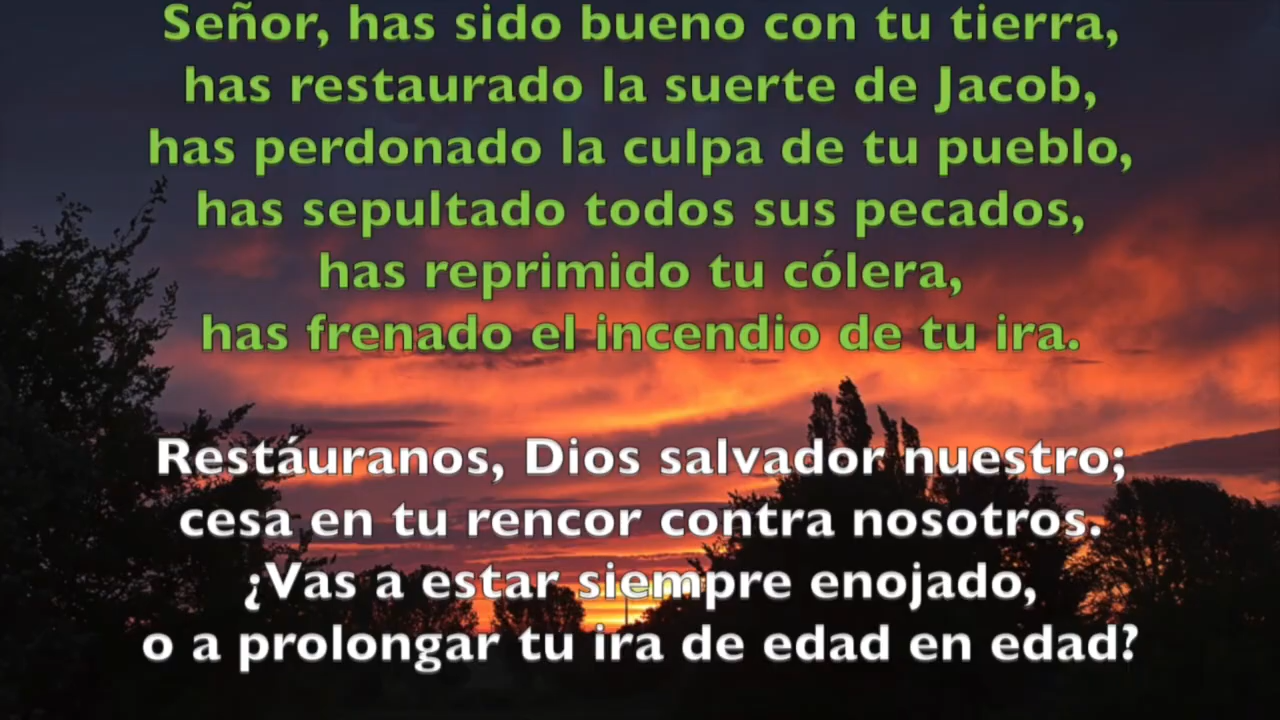 Señor, has sido bueno con tu tierra,
has restaurado la suerte de Jacob,
has perdonado la culpa de tu pueblo,
has sepultado todos sus pecados,
has reprimido tu cólera,
has frenado el incendio de tu ira.
Restáuranos, Dios salvador nuestro;
cesa en tu rencor contra nosotros.
¿Vas a estar siempre enojado,
o a prolongar tu ira de edad en edad?